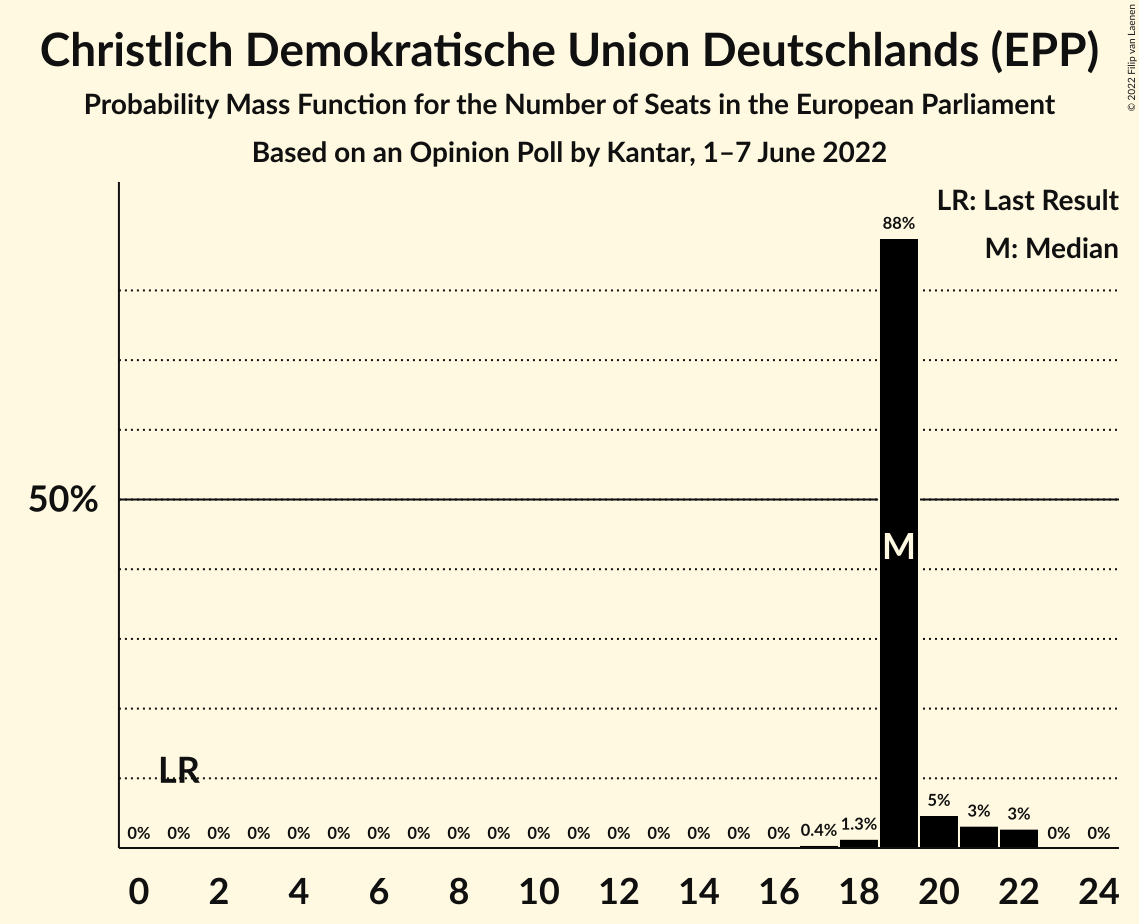 Christlich Demokratische Union Deutschlands (EPP)
Probability Mass Function for the Number of Seats in the European Parliament
Based on an Opinion Poll by Kantar, 1–7 June 2022
© 2022 Filip van Laenen
LR: Last Result
M: Median
88%
50%
M
LR
0% 0% 0% 0% 0% 0% 0% 0% 0% 0% 0% 0% 0% 0% 0% 0% 0% 0.4% 1.3% 5% 3% 3% 0% 0%
0 2 4 6 8 10 12 14 16 18 20 22 24